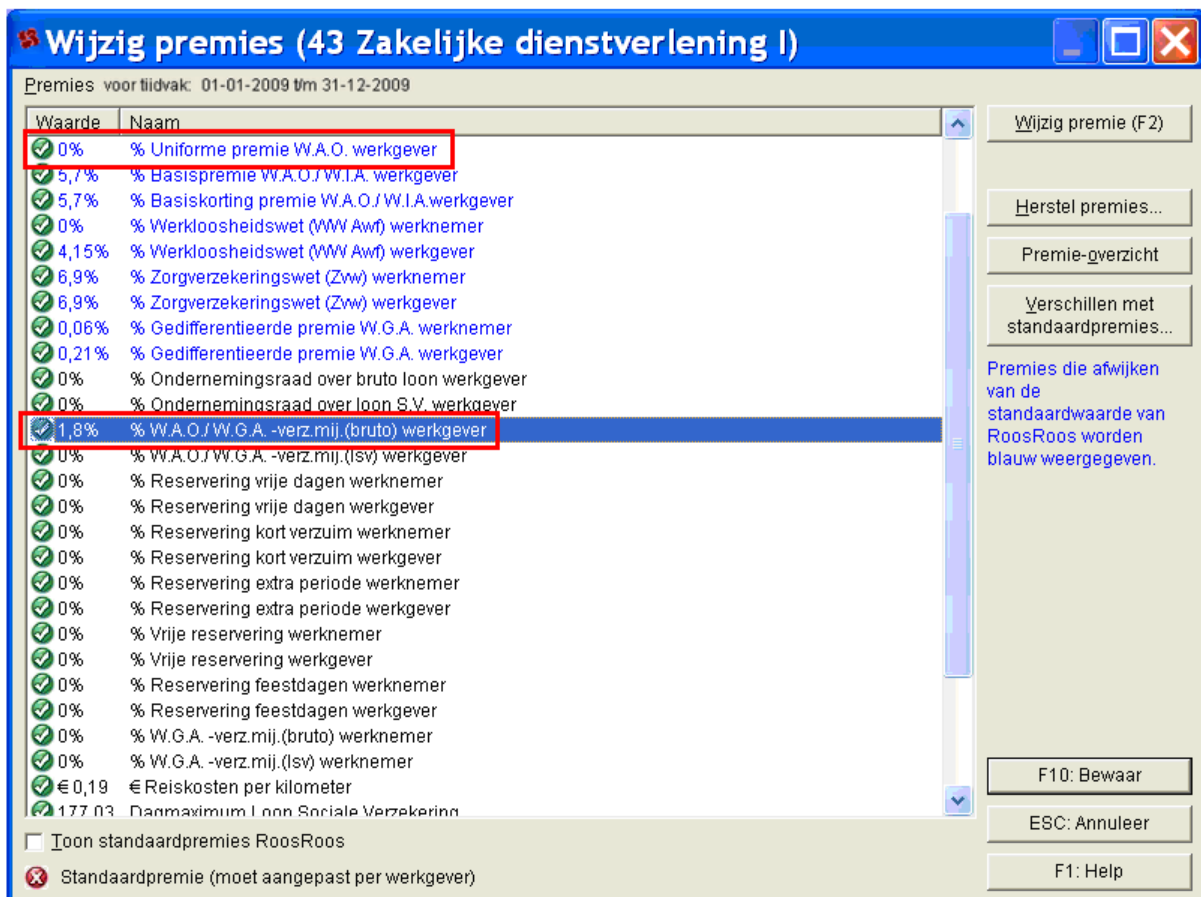 Wijzig premies (43 Zakelijke dienstverlening I)
Premies voor tijdvak: 01-01-2009 t/m 31-12-2009
Waarde Naam
0% % Uniforme premie W.A.O. werkgever
5,7% % Basispremie W.A.O./ W.I.A. werkgever
5,7% % Basiskorting premie W.A.O./ W.I.A.werkgever
0% % Werkloosheidswet (WW Awf) werknemer
4,15% % Werkloosheidswet (WW Awf) werkgever
6,9% % Zorgverzekeringswet (Zvw) werknemer
6,9% % Zorgverzekeringswet (Zvw) werkgever
0,06% % Gedifferentieerde premie W.G.A. werknemer
0,21% % Gedifferentieerde premie W.G.A. werkgever
0% % Ondernemingsraad over bruto loon werkgever
0% % Ondernemingsraad over loon S.V. werkgever
1,8% % W.A.O./ W.G.A. -verz.mij.(bruto) werkgever
0% % W.A.O./ W.G.A. -verz.mij.(lsv) werkgever
0% % Reservering vrije dagen werknemer
0% % Reservering vrije dagen werkgever
0% % Reservering kort verzuim werknemer
0% % Reservering kort verzuim werkgever
0% % Reservering extra periode werknemer
0% % Reservering extra periode werkgever
0% % Vrije reservering werknemer
0% % Vrije reservering werkgever
0% % Reservering feestdagen werknemer
0% % Reservering feestdagen werkgever
0% % W.G.A. -verz.mij.(bruto) werknemer
0% % W.G.A. -verz.mij.(lsv) werknemer
€ 0,19 € Reiskosten per kilometer
177,03 Dagmaximum Loon Sociale Verzekering
Toon standaardpremies RoosRoos
Standaardpremie (moet aangepast per werkgever)
Wijzig premie (F2)
Herstel premies...
Premie-overzicht
Verschillen met
standaardpremies...
Premies die afwijken
van de
standaardwaarde van
RoosRoos worden
blauw weergegeven.
F10: Bewaar
ESC: Annuleer
F1: Help